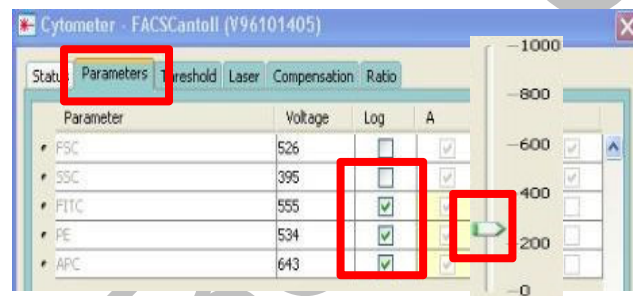 Cytometer - FACSCantoII (V96101405)
Status Parameters Threshold Laser Compensation Ratio
Parameter Voltage Log A
FSC 526
SSC 395
FITC 555
PE 534
APC 643
1000
800
600
400
200
0